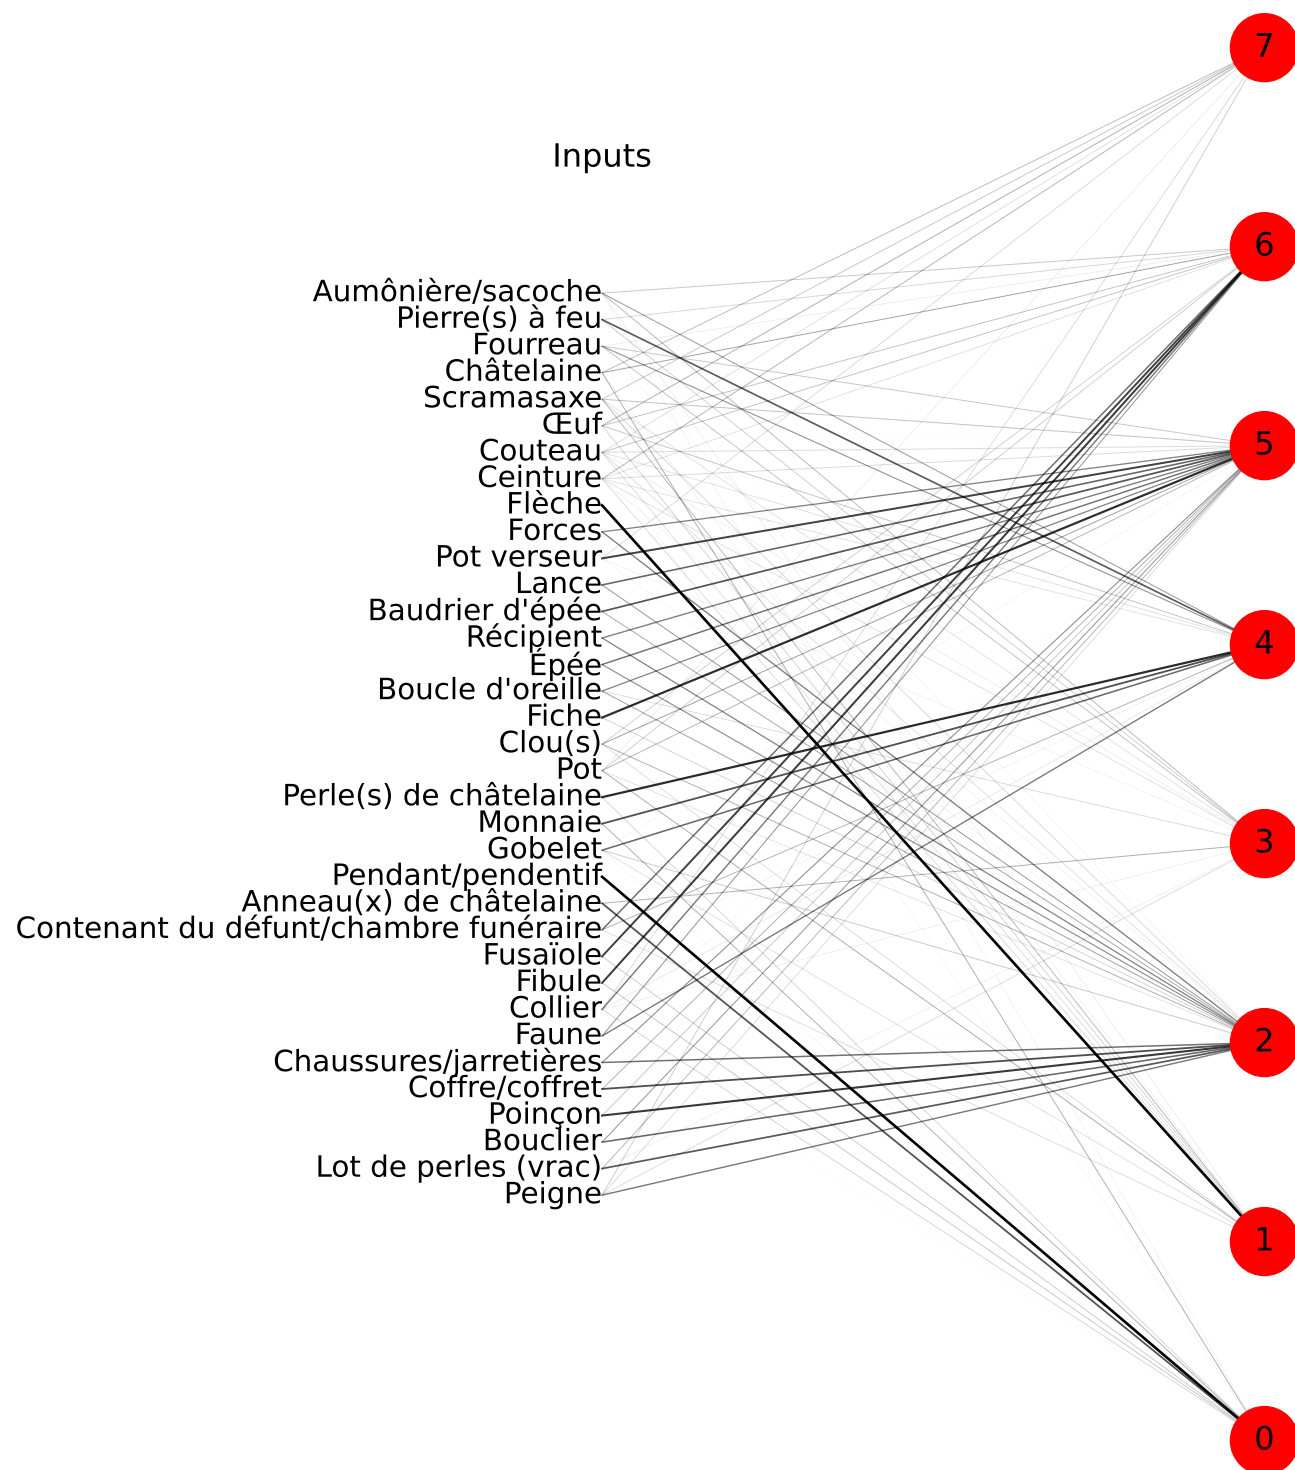 7
Inputs
6
Aumônière/sacoche
Pierre(s) à feu
Fourreau
Châtelaine
Scramasaxe
Œuf
Couteau
5
Ceinture
Flèche
Forces
Pot verseur
Lance
Baudrier d'épée
Récipient
4
Épée
Boucle d'oreille
Fiche
Clou(s)
Pot
Perle(s) de châtelaine
Monnaie
3
Gobelet
Pendant/pendentif
Anneau(x) de châtelaine
Contenant du défunt/chambre funéraire
Fusaïole
Fibule
Collier
Faune
2
Chaussures/jarretières
Coffre/coffret
Poinçon
Bouclier
Lot de perles (vrac)
Peigne
1
0